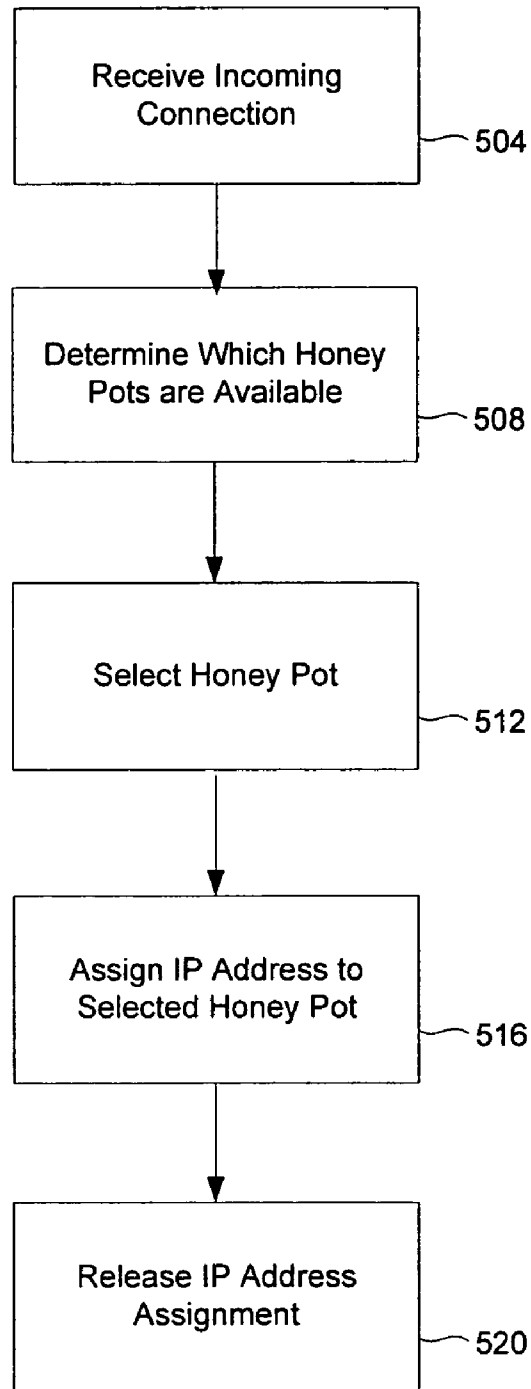 Receive Incoming
Connection
504
Determine Which Honey
Pots are Available
508
Select Honey Pot
512
Assign IP Address to
Selected Honey Pot
516
Release IP Address
Assignment
520